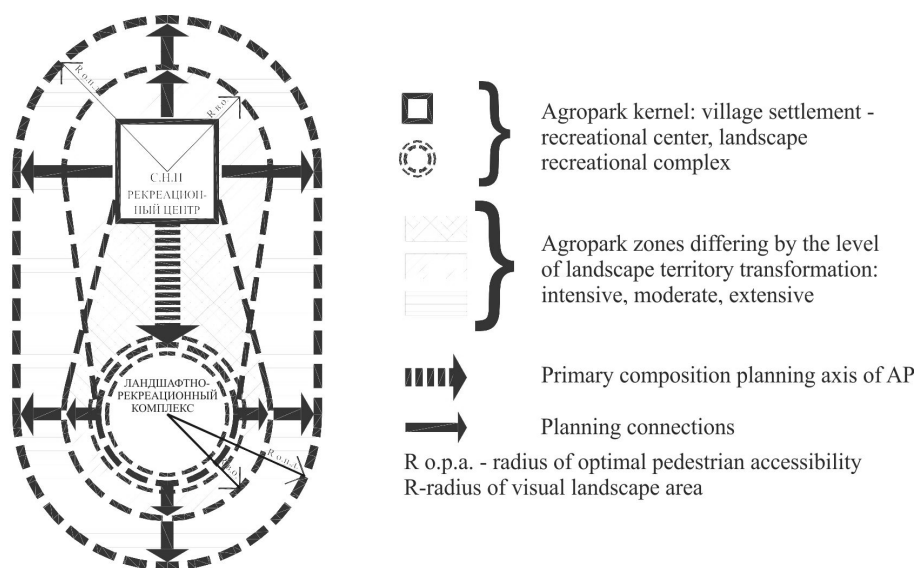 R о.п.д.
R в.о.
С.Н.П
РЕКРЕАЦИОН-
НЫЙ ЦЕНТР
ЛАНДШАФТНО-
РЕКРЕАЦИОННЫЙ
КОМПЛЕКС
R о.п.д.
R в.о.
Agropark kernel: village settlement -
recreational center, landscape
recreational complex
Agropark zones differing by the level
of landscape territory transformation:
intensive, moderate, extensive
Primary composition planning axis of AP
Planning connections
R o.p.a. - radius of optimal pedestrian accessibility
R-radius of visual landscape area